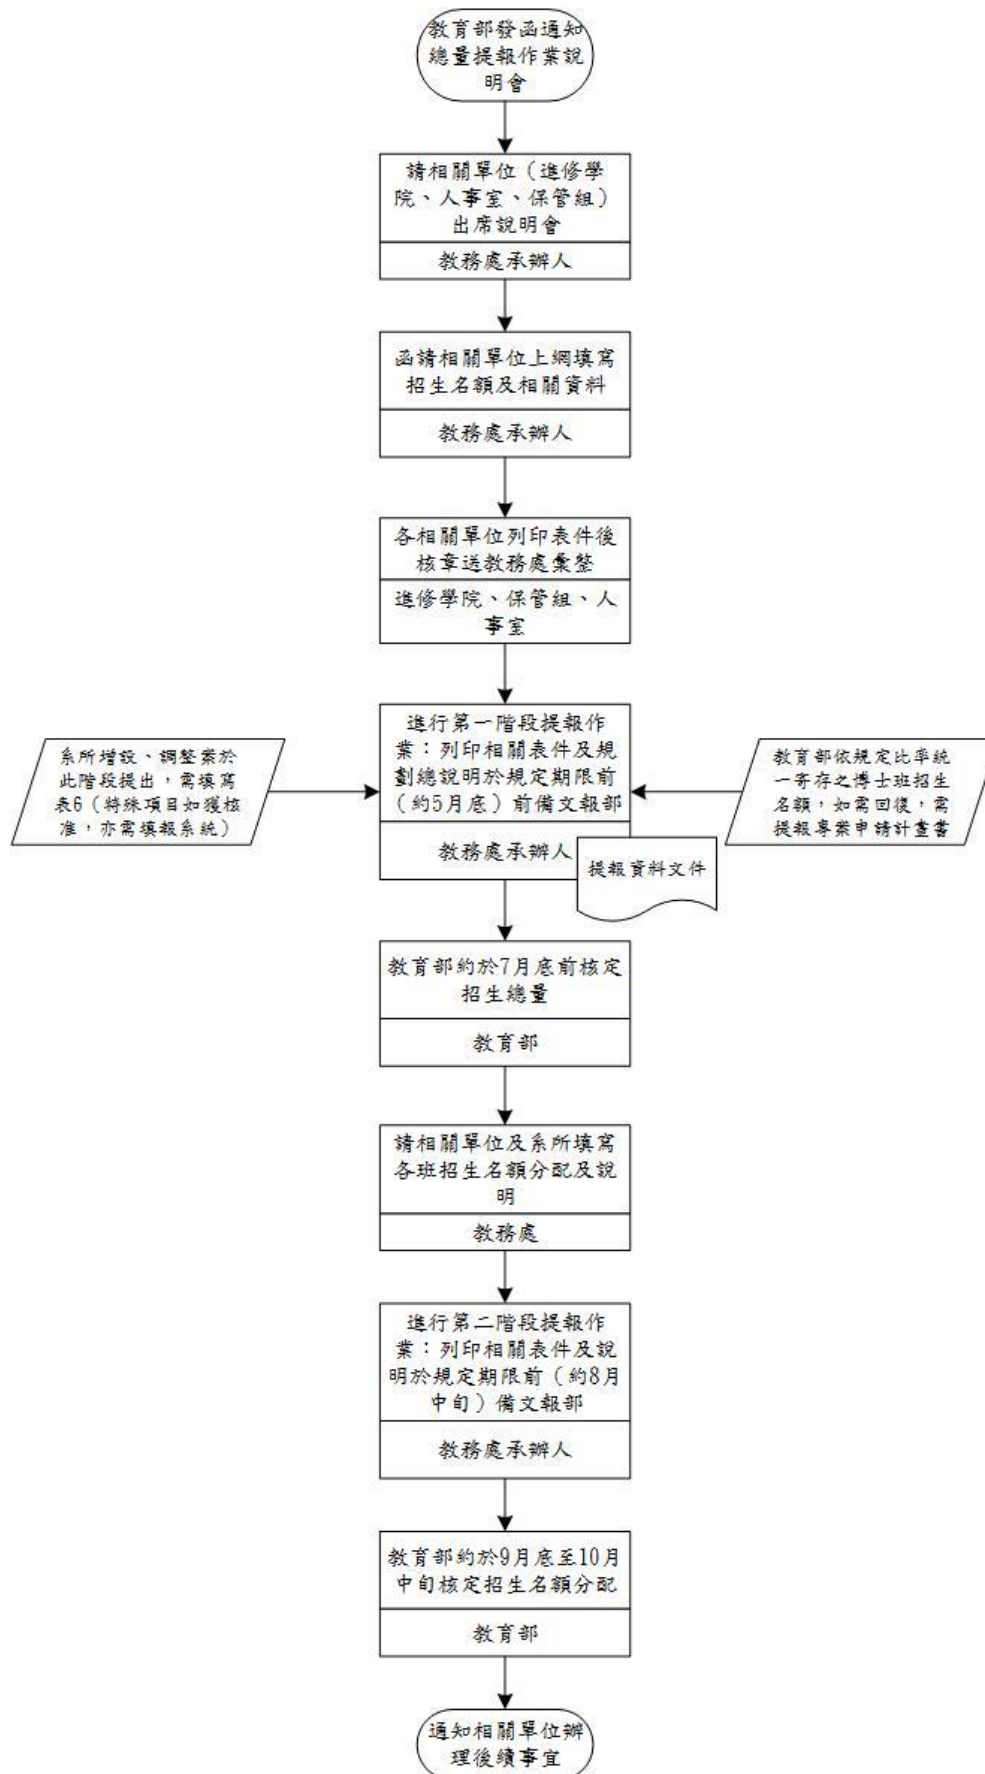 教育部發函通知
總量提報作業說
明會
請相關單位（進修學
院、人事室、保管組）
出席說明會
教務處承辦人
函請相關單位上網填寫
招生名額及相關資料
教務處承辦人
各相關單位列印表件後
核章送教務處彙整
進修學院、保管組、人
事室
系所增設、調整案於
此階段提出，需填寫
表6（特殊項目如獲核
准，亦需填報系統）
進行第一階段提報作
業：列印相關表件及規
劃總說明於規定期限前
（約5月底）前備文報部
教務處承辦人
教育部依規定比率統
一寄存之博士班招生
名額，如需回復，需
提報專案申請計畫書
提報資料文件
教育部約於7月底前核定
招生總量
教育部
請相關單位及系所填寫
各班招生名額分配及說
明
教務處
進行第二階段提報作
業：列印相關表件及說
明於規定期限前（約8月
中旬）備文報部
教務處承辦人
教育部約於9月底至10月
中旬核定招生名額分配
教育部
通知相關單位辦
理後續事宜